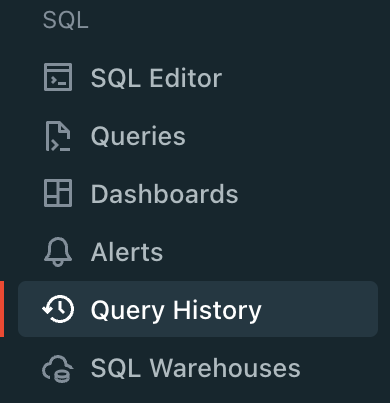 SQL
SQL Editor
Queries
Dashboards
Alerts
Query History
SQL Warehouses